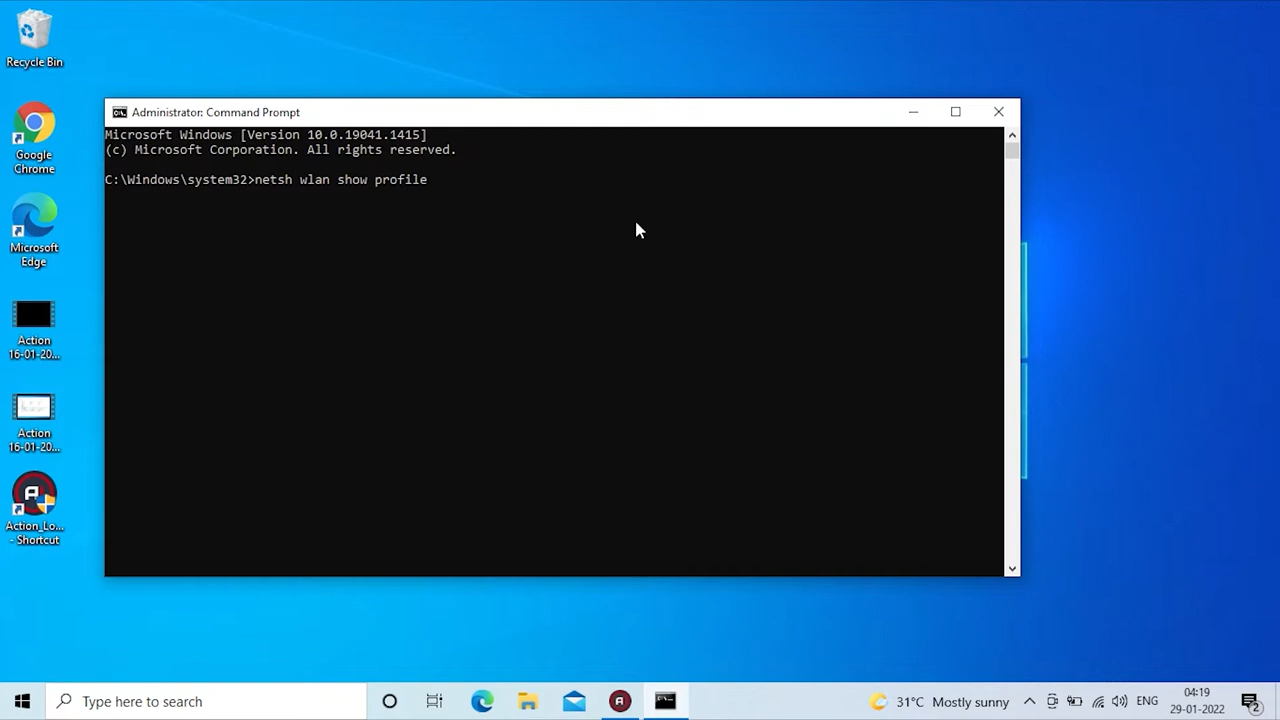 Recycle Bin
Google
Chrome
Microsoft
Edge
Action
16-01-20...
Action
16-01-20...
Action_Lo...
- Shortcut
Administrator: Command Prompt
Microsoft Windows [Version 10.0.19041.1415]
(c) Microsoft Corporation. All rights reserved.
C:\Windows\system32>netsh wlan show profile
Type here to search
31°C Mostly sunny
ENG
04:19
29-01-2022
2